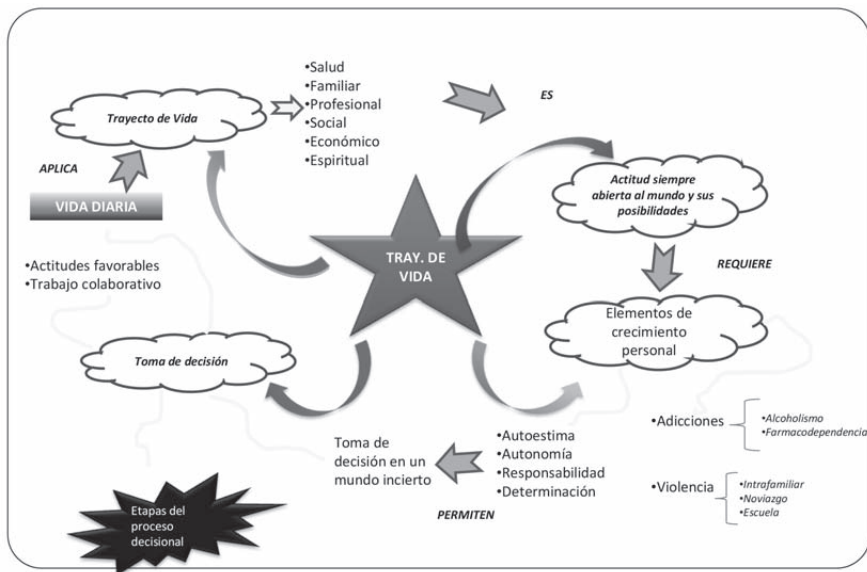 •Salud
•Familiar
•Profesional
•Social
•Económico
•Espiritual
ES
Trayecto de Vida
APLICA
VIDA DIARIA
•Actitudes favorables
•Trabajo colaborativo
Actitud siempre
abierta al mundo y sus
posibilidades
TRAY. DE
VIDA
REQUIERE
Elementos de
crecimiento
personal
Toma de decisión
•Adicciones
•Alcoholismo
•Farmacodependencia
•Violencia
•Intrafamiliar
•Noviazgo
•Escuela
•Autoestima
•Autonomía
•Responsabilidad
•Determinación
PERMITEN
Toma de
decisión en un
mundo incierto
Etapas del
proceso
decisional